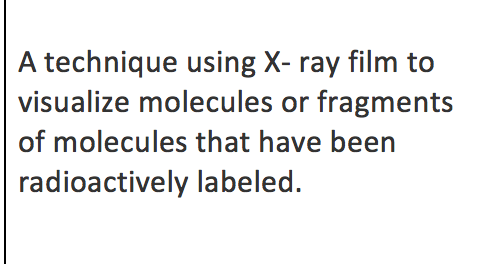 A technique using X- ray film to
visualize molecules or fragments
of molecules that have been
radioactively labeled.